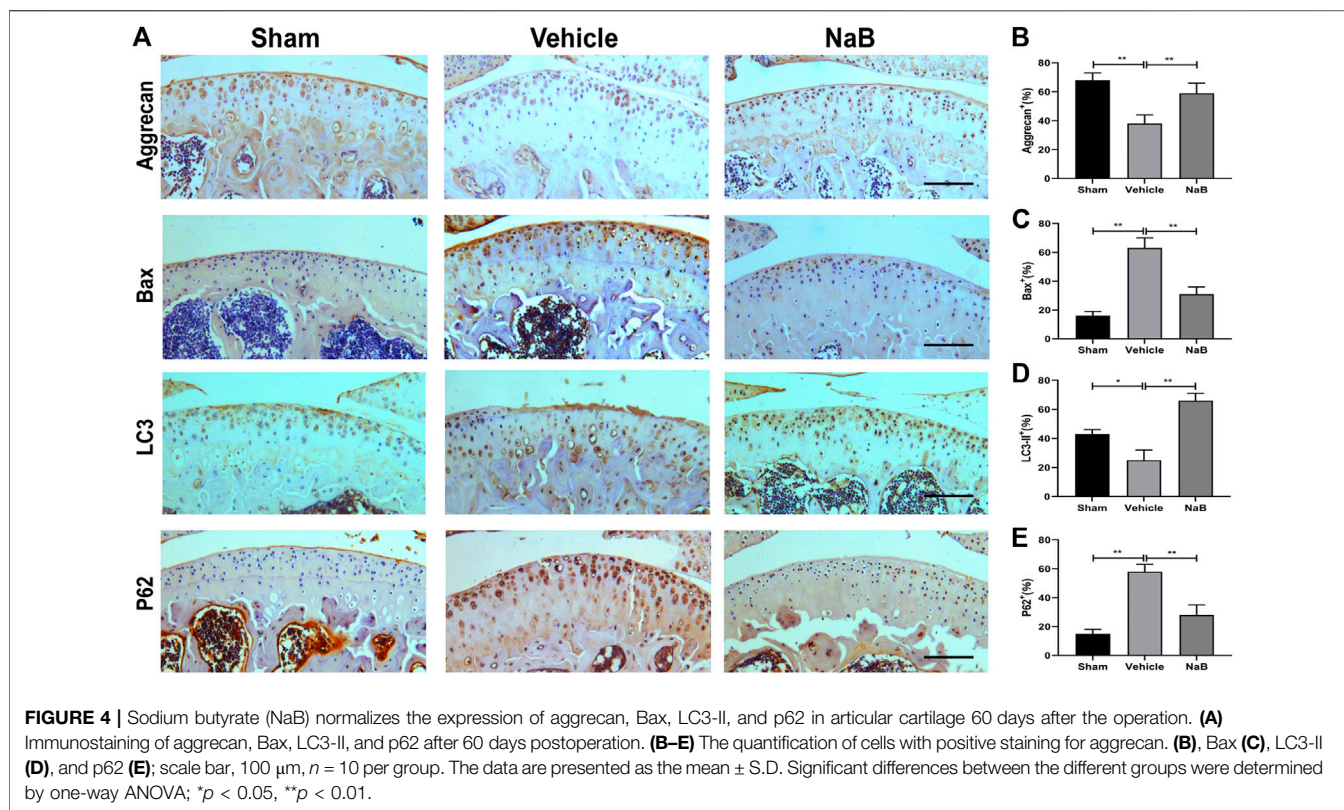 A
Sham
Vehicle
NaB
Aggrecan
Bax
LC3
P62
B
Aggrecan⁺(%)
80
60
40
20
0
**
**
Sham
Vehicle
NaB
C
Bax⁺(%)
80
60
40
20
0
**
**
Sham
Vehicle
NaB
D
LC3-II⁺(%)
80
60
40
20
0
*
**
Sham
Vehicle
NaB
E
P62⁺(%)
80
60
40
20
0
**
**
Sham
Vehicle
NaB
FIGURE 4 | Sodium butyrate (NaB) normalizes the expression of aggrecan, Bax, LC3-II, and p62 in articular cartilage 60 days after the operation. (A)
Immunostaining of aggrecan, Bax, LC3-II, and p62 after 60 days postoperation. (B–E) The quantification of cells with positive staining for aggrecan. (B), Bax (C), LC3-II
(D), and p62 (E); scale bar, 100 μm, n = 10 per group. The data are presented as the mean ± S.D. Significant differences between the different groups were determined
by one-way ANOVA; *p < 0.05, **p < 0.01.